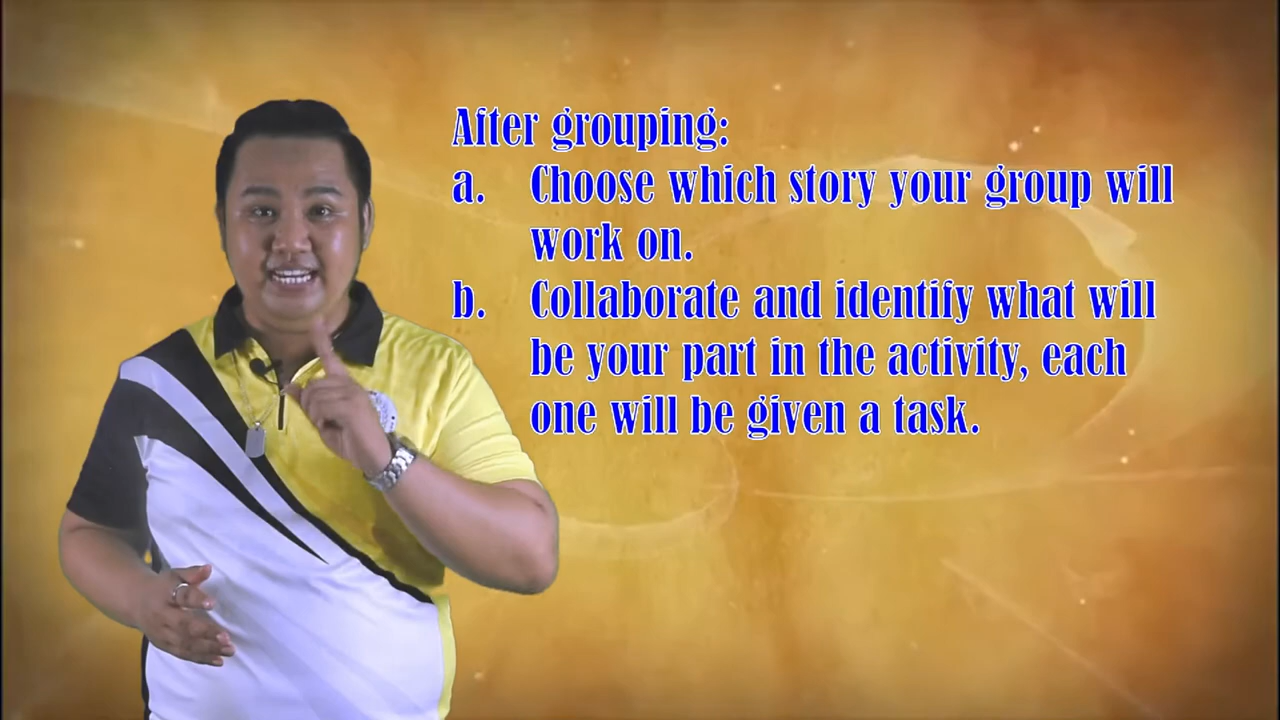 After grouping:
a. Choose which story your group will
work on.
b. Collaborate and identify what will
be your part in the activity, each
one will be given a task.